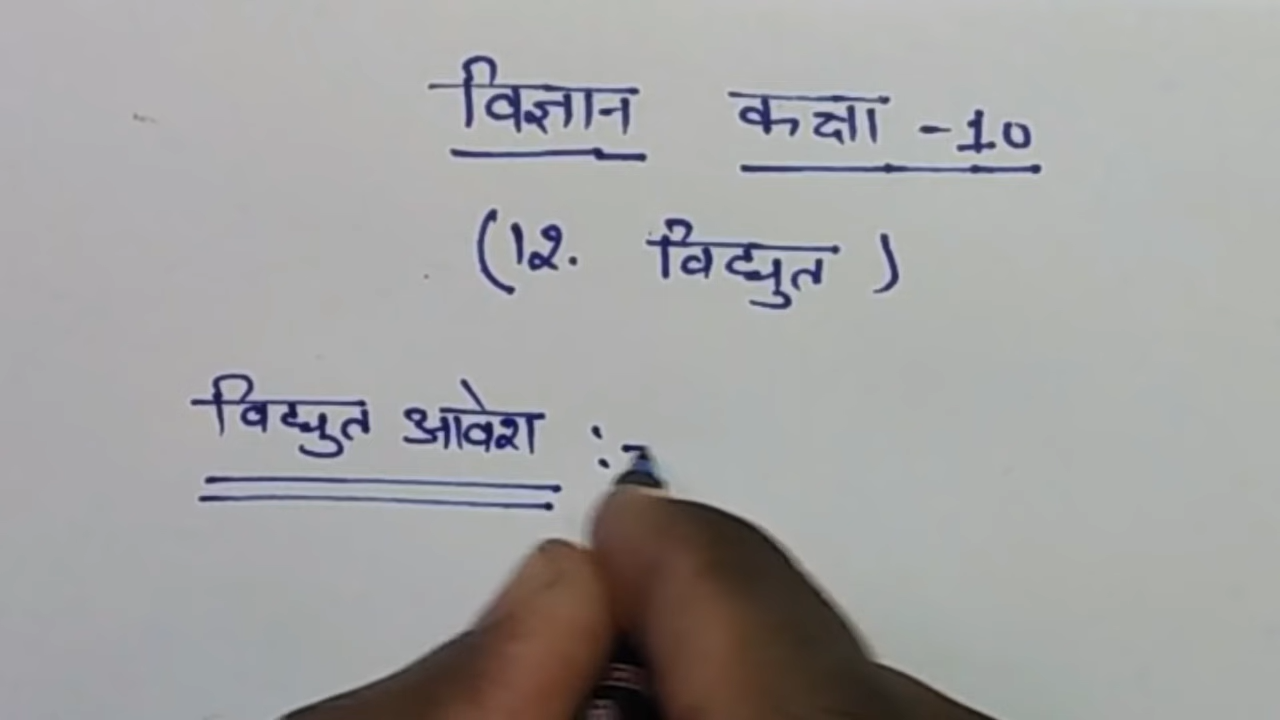 विज्ञान कक्षा -10
(12. विद्युत)
विद्युत आवेश :-